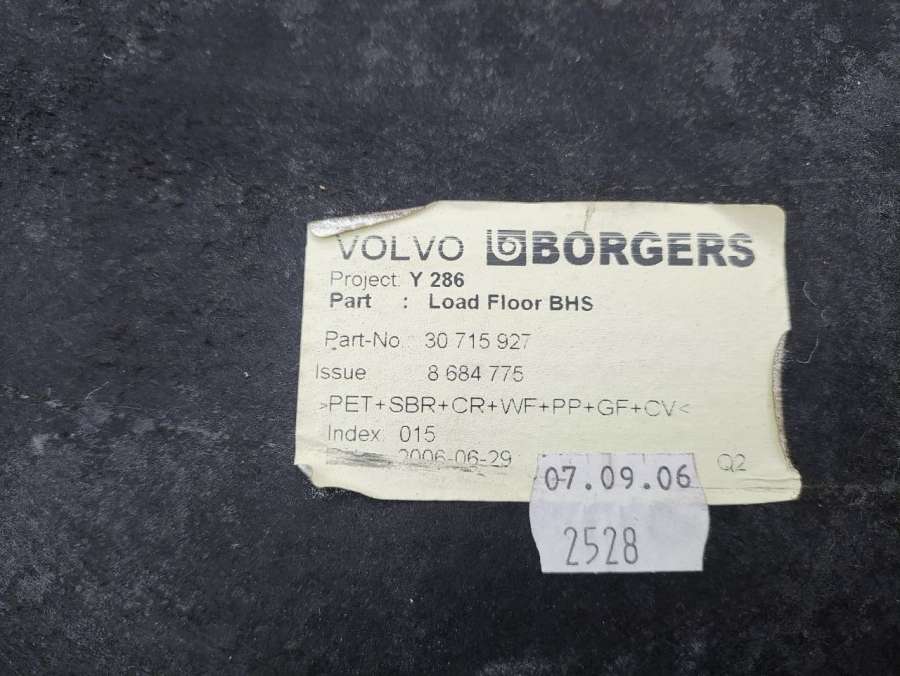 VOLVO BORGERS
Project: Y 286
Part : Load Floor BHS
Part-No.: 30 715 927
Issue 8 684 775
>PET+SBR+CR+WF+PP+GF+CV<
Index: 015
2006-06-29 Q2
07.09.06
2528